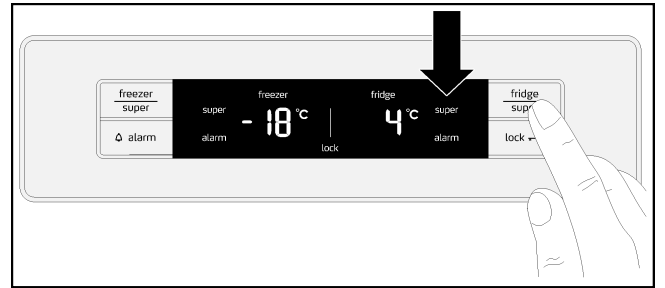 freezer
super
alarm
freezer
super
-18 °C
alarm
lock
fridge
4 °C
super
alarm
fridge
lock